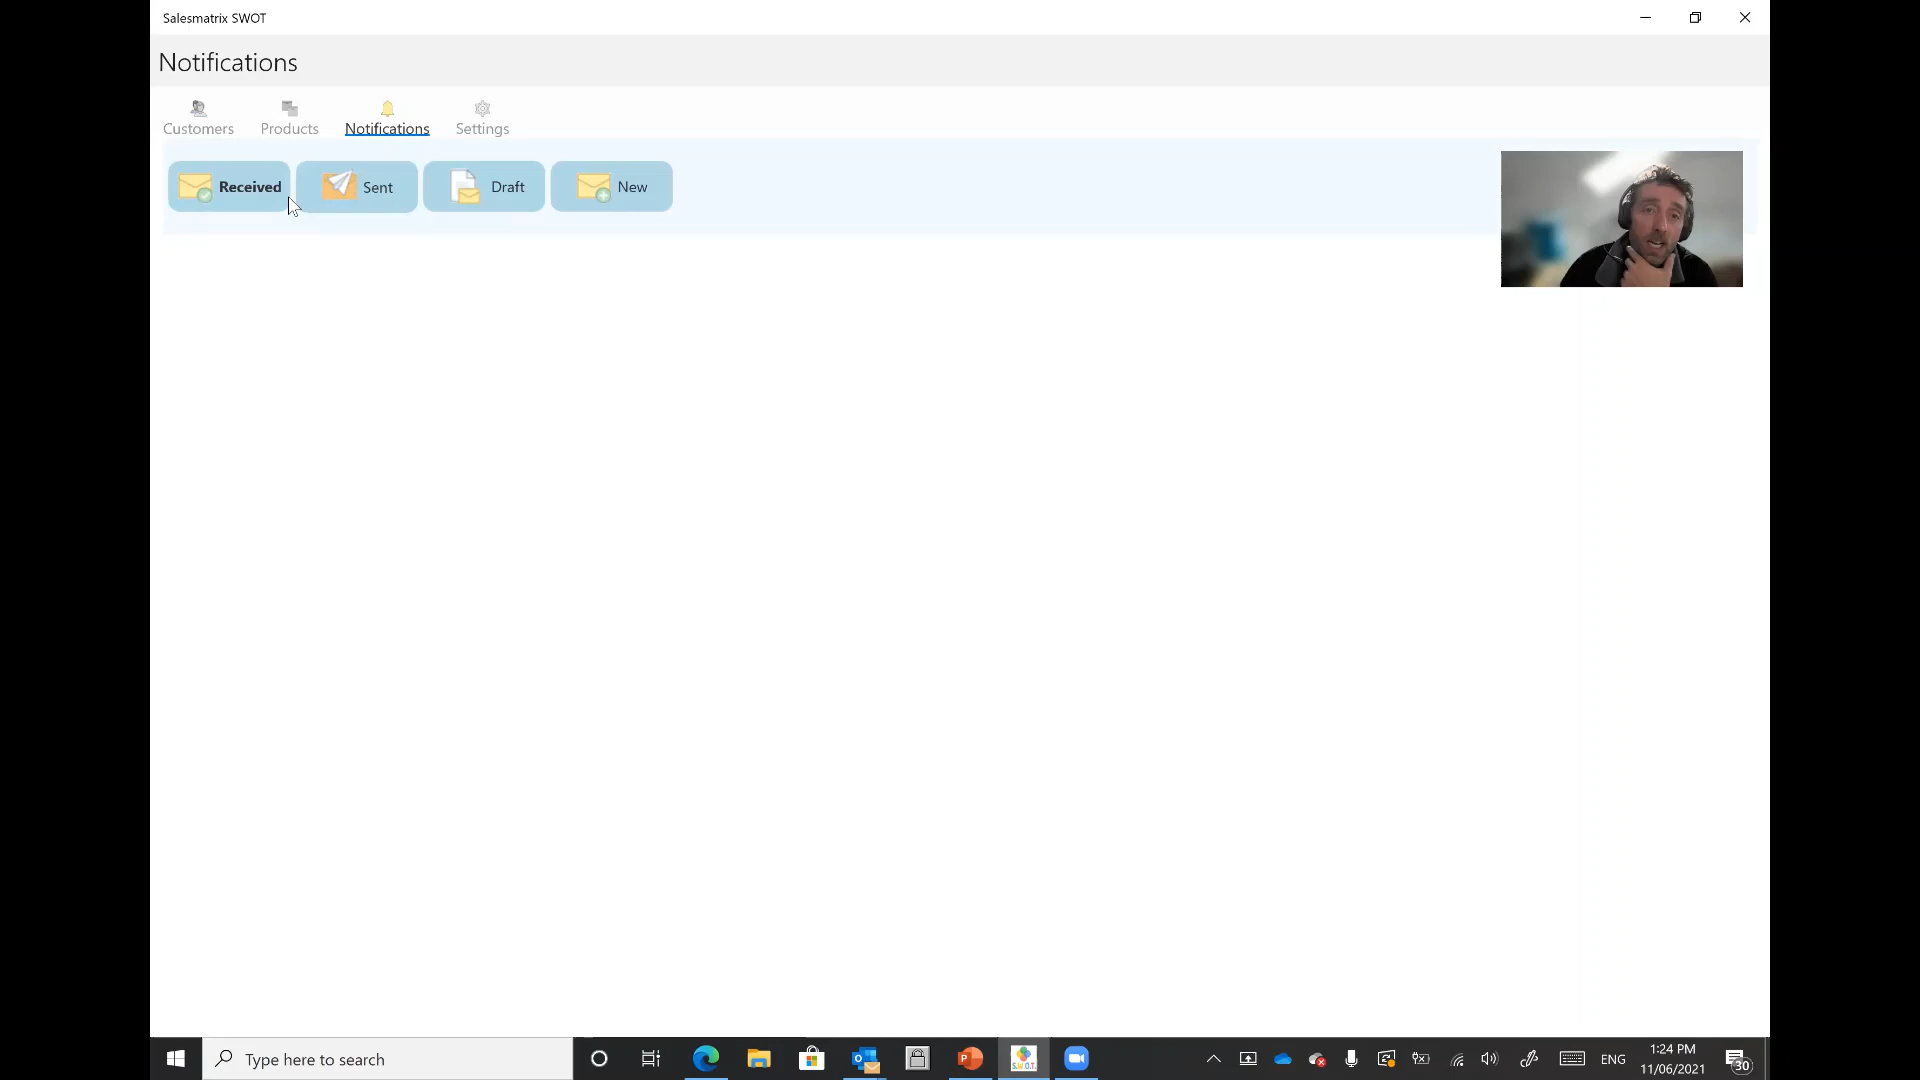 Salesmatrix SWOT
Notifications
Customers Products Notifications Settings
Received Sent Draft New
Type here to search
S.W.O.T.
ENG
1:24 PM
11/06/2021
30